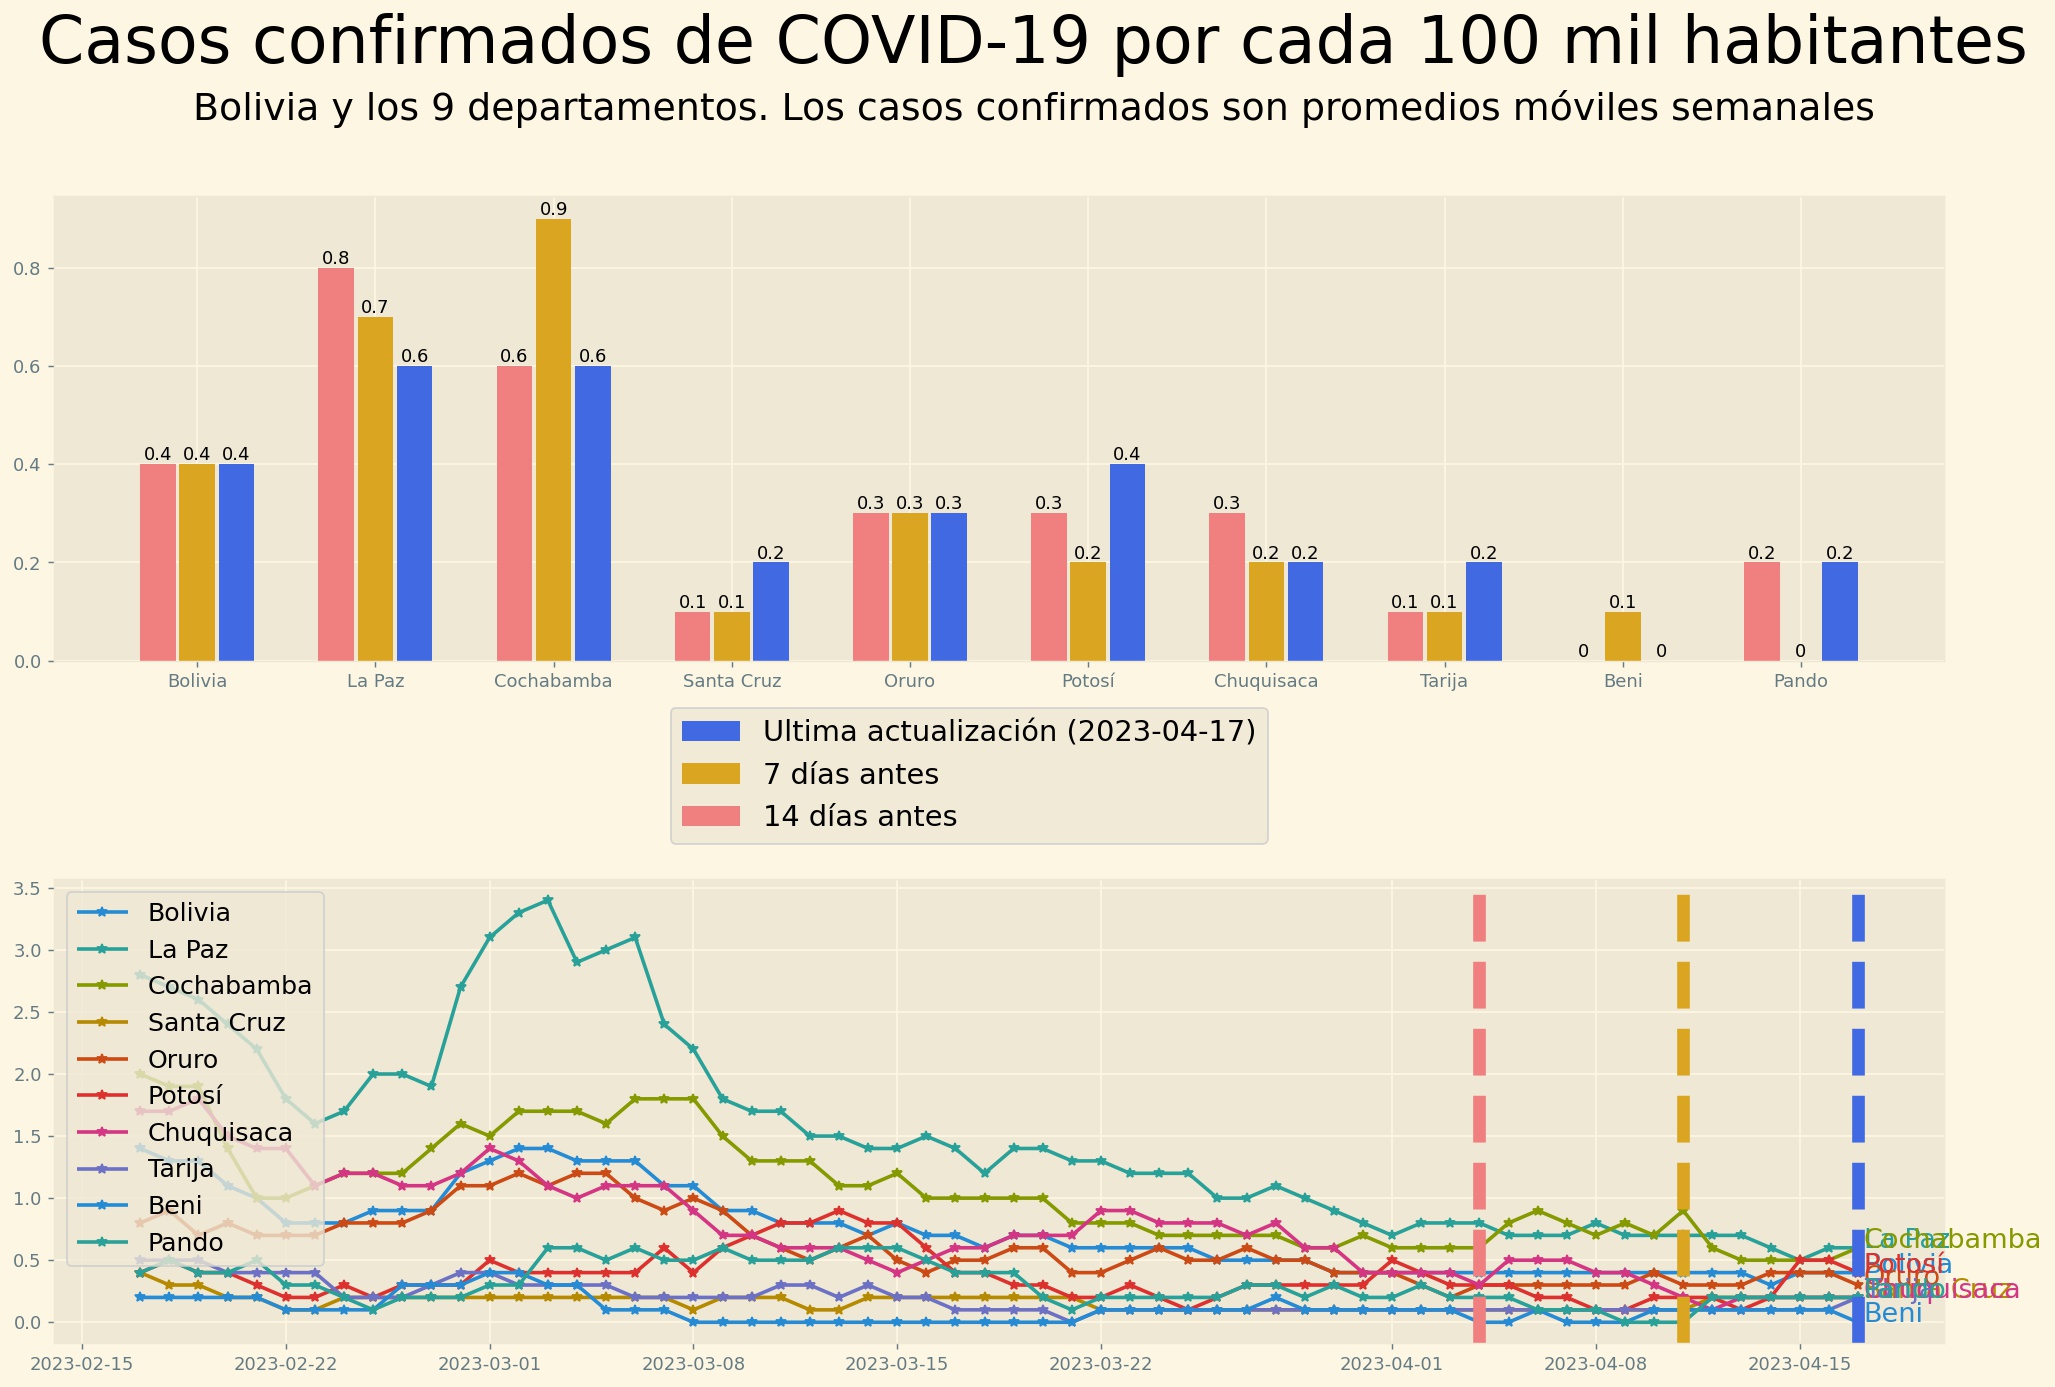 Casos confirmados de COVID-19 por cada 100 mil habitantes
Bolivia y los 9 departamentos. Los casos confirmados son promedios móviles semanales
0.9
0.8
0.8
0.7
0.6 0.6 0.6
0.6
0.4 0.4 0.4 0.4
0.4
0.3 0.3 0.3 0.3 0.3
0.2 0.2 0.2 0.2 0.2 0.2 0.2
0.2
0.1 0.1 0.1 0.1 0.1
0 0 0
0.0
Bolivia La Paz Cochabamba Santa Cruz Oruro Potosí Chuquisaca Tarija Beni Pando
Ultima actualización (2023-04-17)
7 días antes
14 días antes
3.5
3.0
2.5
2.0
1.5
1.0
0.5
0.0
Bolivia
La Paz
Cochabamba
Santa Cruz
Oruro
Potosí
Chuquisaca
Tarija
Beni
Pando
Cochabamba
La Paz
Potosí
Bolivia
Oruro
Chuquisaca
Beni
2023-02-15 2023-02-22 2023-03-01 2023-03-08 2023-03-15 2023-03-22 2023-04-01 2023-04-08 2023-04-15